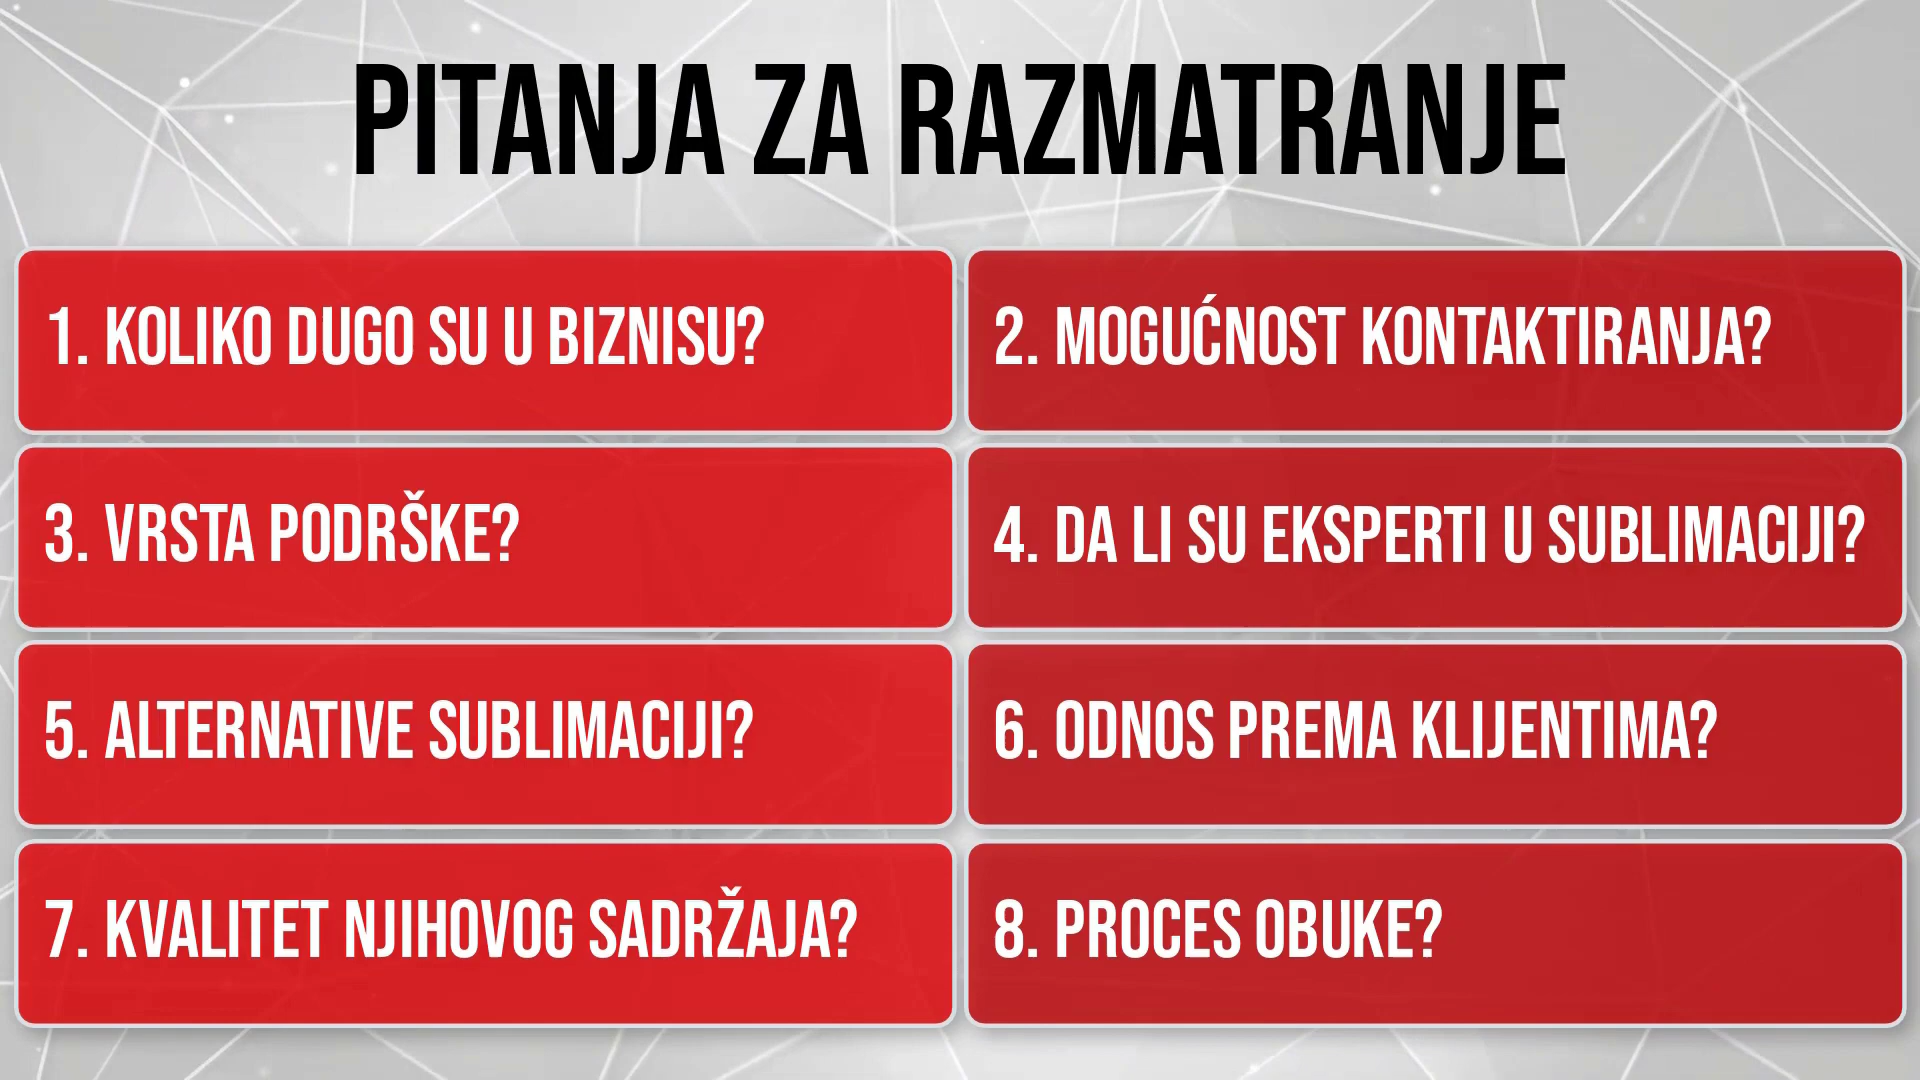 PITANJA ZA RAZMATRANJE
1. KOLIKO DUGO SU U BIZNISU?
2. MOGUĆNOST KONTAKTIRANJA?
3. VRSTA PODRŠKE?
4. DA LI SU EKSPERTI U SUBLIMACIJI?
5. ALTERNATIVE SUBLIMACIJI?
6. ODNOS PREMA KLIJENTIMA?
7. KVALITET NJIHOVOG SADRŽAJA?
8. PROCES OBUKE?